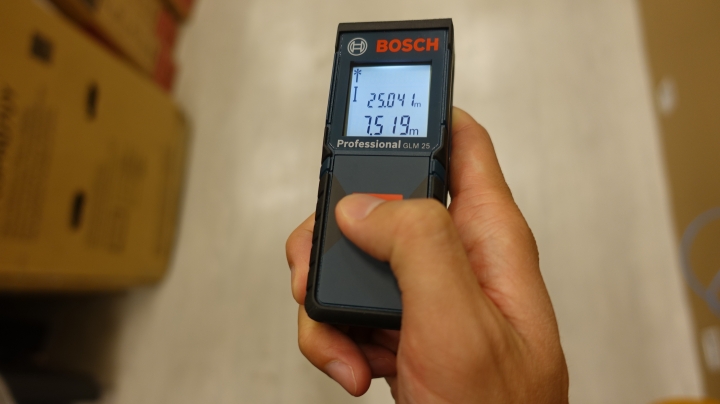 BOSCH
25.041m
7.519m
Professional GLM 25